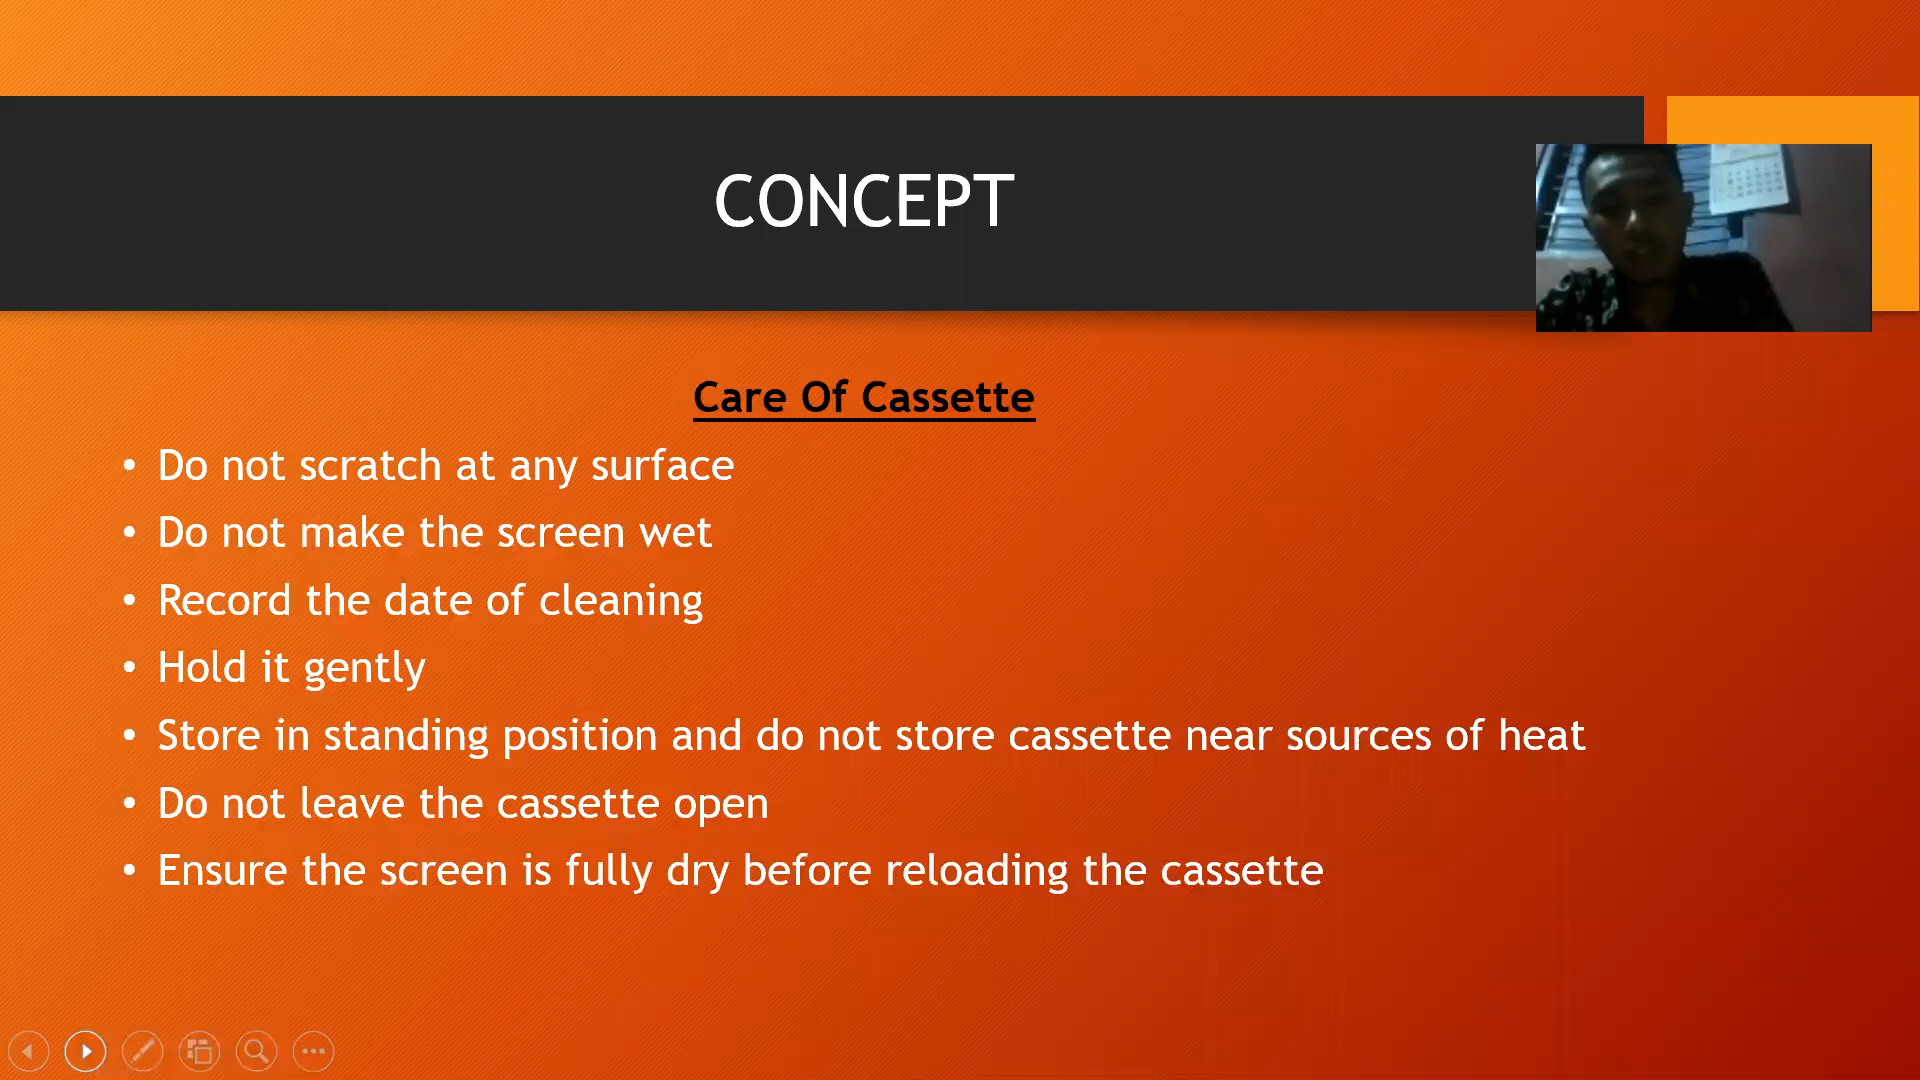 CONCEPT
Care Of Cassette
• Do not scratch at any surface
• Do not make the screen wet
• Record the date of cleaning
• Hold it gently
• Store in standing position and do not store cassette near sources of heat
• Do not leave the cassette open
• Ensure the screen is fully dry before reloading the cassette